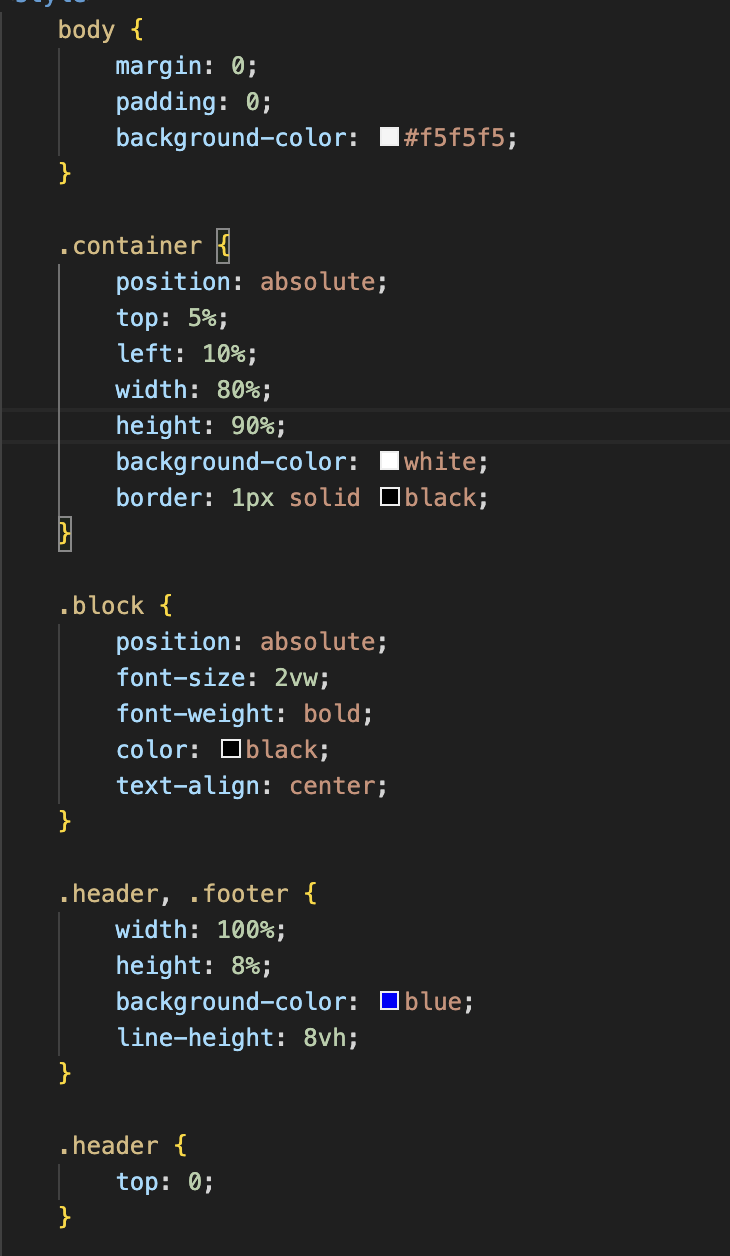 style
body {
margin: 0;
padding: 0;
background-color: #f5f5f5;
}
.container {
position: absolute;
top: 5%;
left: 10%;
width: 80%;
height: 90%;
background-color: white;
border: 1px solid black;
}
.block {
position: absolute;
font-size: 2vw;
font-weight: bold;
color: black;
text-align: center;
}
.header, .footer {
width: 100%;
height: 8%;
background-color: blue;
line-height: 8vh;
}
.header {
top: 0;
}